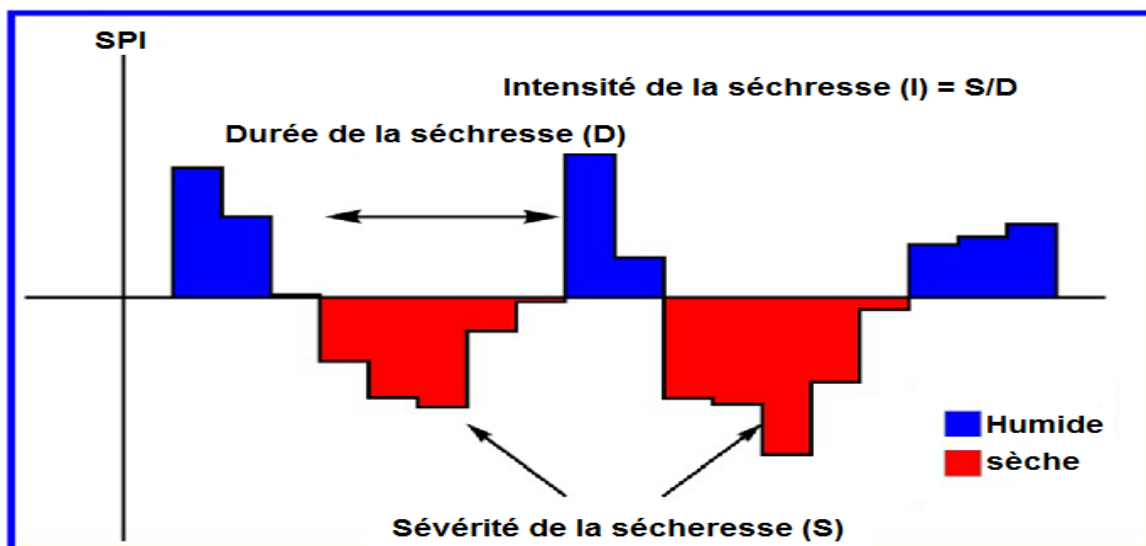 SPI
Intensité de la séchresse (I) = S/D
Durée de la séchresse (D)
Humide
sèche
Sévérité de la sécheresse (S)